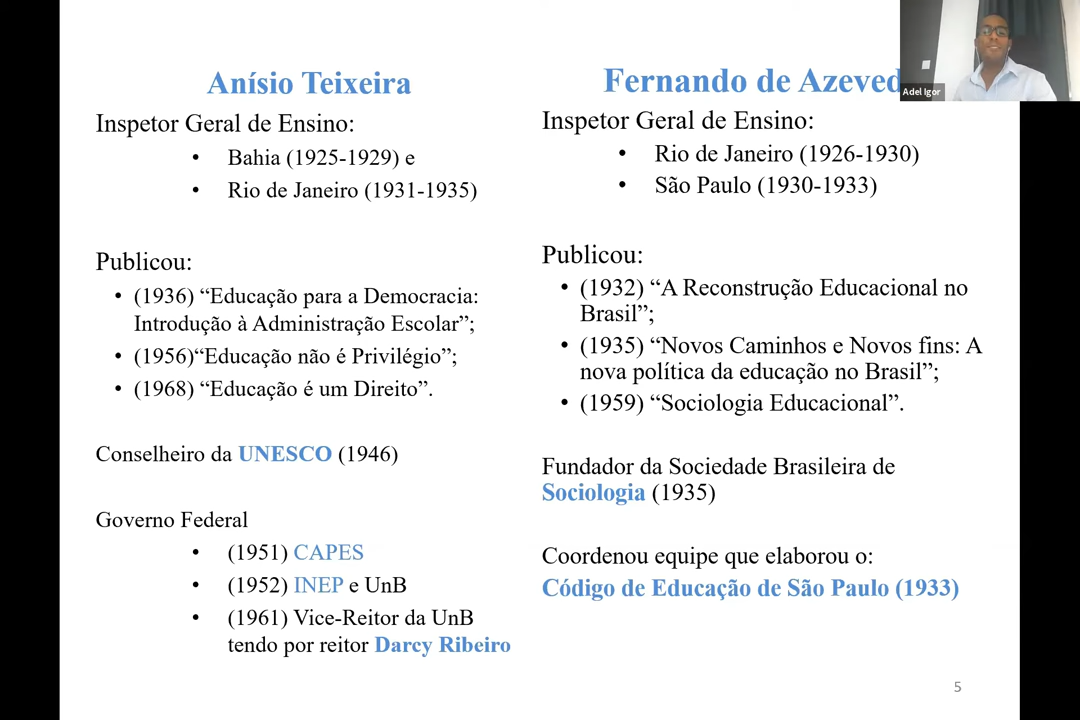 Anísio Teixeira
Inspetor Geral de Ensino:
• Bahia (1925-1929) e
• Rio de Janeiro (1931-1935)
Publicou:
• (1936) “Educação para a Democracia:
Introdução à Administração Escolar”;
• (1956)“Educação não é Privilégio”;
• (1968) “Educação é um Direito”.
Conselheiro da UNESCO (1946)
Governo Federal
• (1951) CAPES
• (1952) INEP e UnB
• (1961) Vice-Reitor da UnB
tendo por reitor Darcy Ribeiro
Fernando de Azeved
Inspetor Geral de Ensino:
• Rio de Janeiro (1926-1930)
• São Paulo (1930-1933)
Publicou:
• (1932) “A Reconstrução Educacional no
Brasil”;
• (1935) “Novos Caminhos e Novos fins: A
nova política da educação no Brasil”;
• (1959) “Sociologia Educacional”.
Fundador da Sociedade Brasileira de
Sociologia (1935)
Coordenou equipe que elaborou o:
Código de Educação de São Paulo (1933)
5
Adel Igor